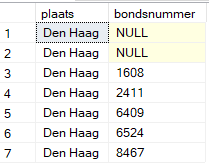 plaats bondsnummer
1 Den Haag NULL
2 Den Haag NULL
3 Den Haag 1608
4 Den Haag 2411
5 Den Haag 6409
6 Den Haag 6524
7 Den Haag 8467